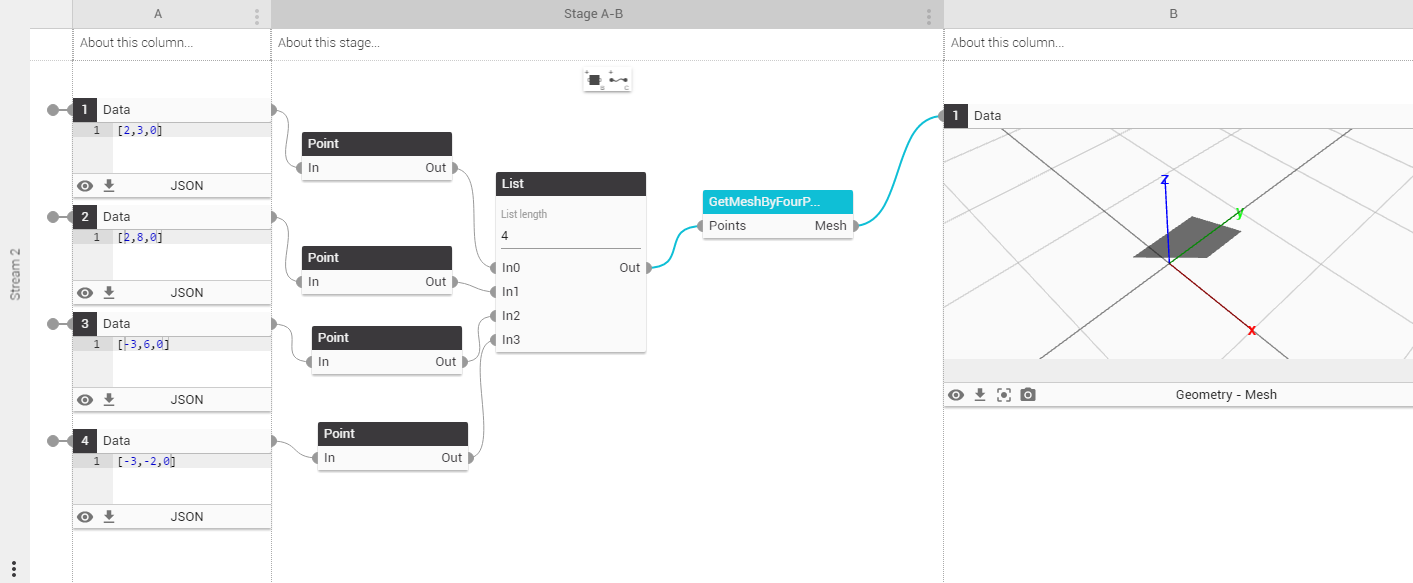 A
Stage A-B
B
About this column...
About this stage...
About this column...
B
C
1 Data
1 [2,3,0]
JSON
2 Data
1 [2,8,0]
JSON
3 Data
1 [-3,6,0]
JSON
4 Data
1 [-3,-2,0]
JSON
Stream 2
Point
In Out
Point
In Out
Point
In Out
Point
In Out
List
List length
4
In0 Out
In1
In2
In3
GetMeshByFourP...
Points Mesh
1 Data
z
y
x
Geometry - Mesh